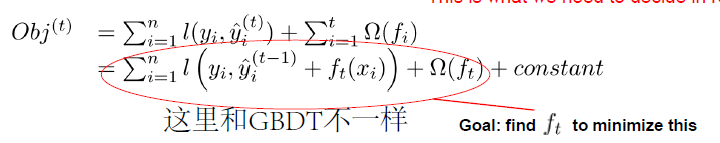 This is what we need to decide in
Obj^{(t)} = \sum_{i=1}^{n} l(y_i, \hat{y}_i^{(t)}) + \sum_{i=1}^{t} \Omega(f_i)
= \sum_{i=1}^{n} l\left(y_i, \hat{y}_i^{(t-1)} + f_t(x_i)\right) + \Omega(f_t) + constant
这里和GBDT不一样
Goal: find f_t to minimize this